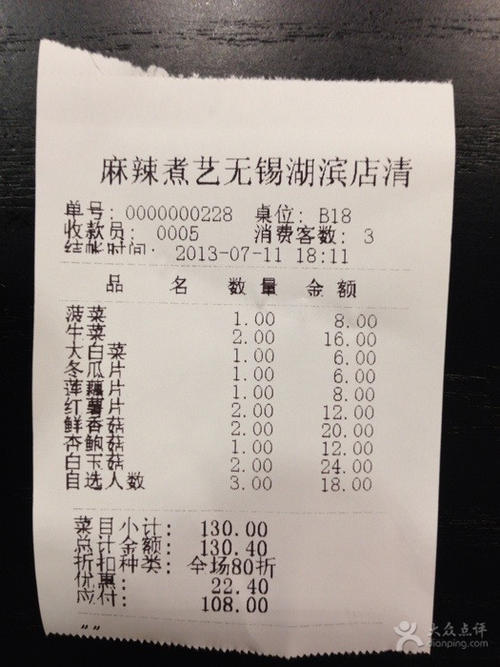 麻辣煮艺无锡湖滨店清
单号: 0000000228 桌位: B18
收款员: 0005 消费客数: 3
结帐时间: 2013-07-11 18:11
品 名 数量 金额
菠菜 1.00 8.00
生菜 2.00 16.00
大白菜 1.00 6.00
冬瓜片 1.00 6.00
莲藕片 1.00 8.00
红薯片 2.00 12.00
鲜香菇 2.00 20.00
杏鲍菇 1.00 12.00
白玉菇 2.00 24.00
自选人数 3.00 18.00
菜目小计: 130.00
总计金额: 130.40
折扣种类: 全场80折
优惠: 22.40
应付: 108.00
""
大众点评
dianping.com